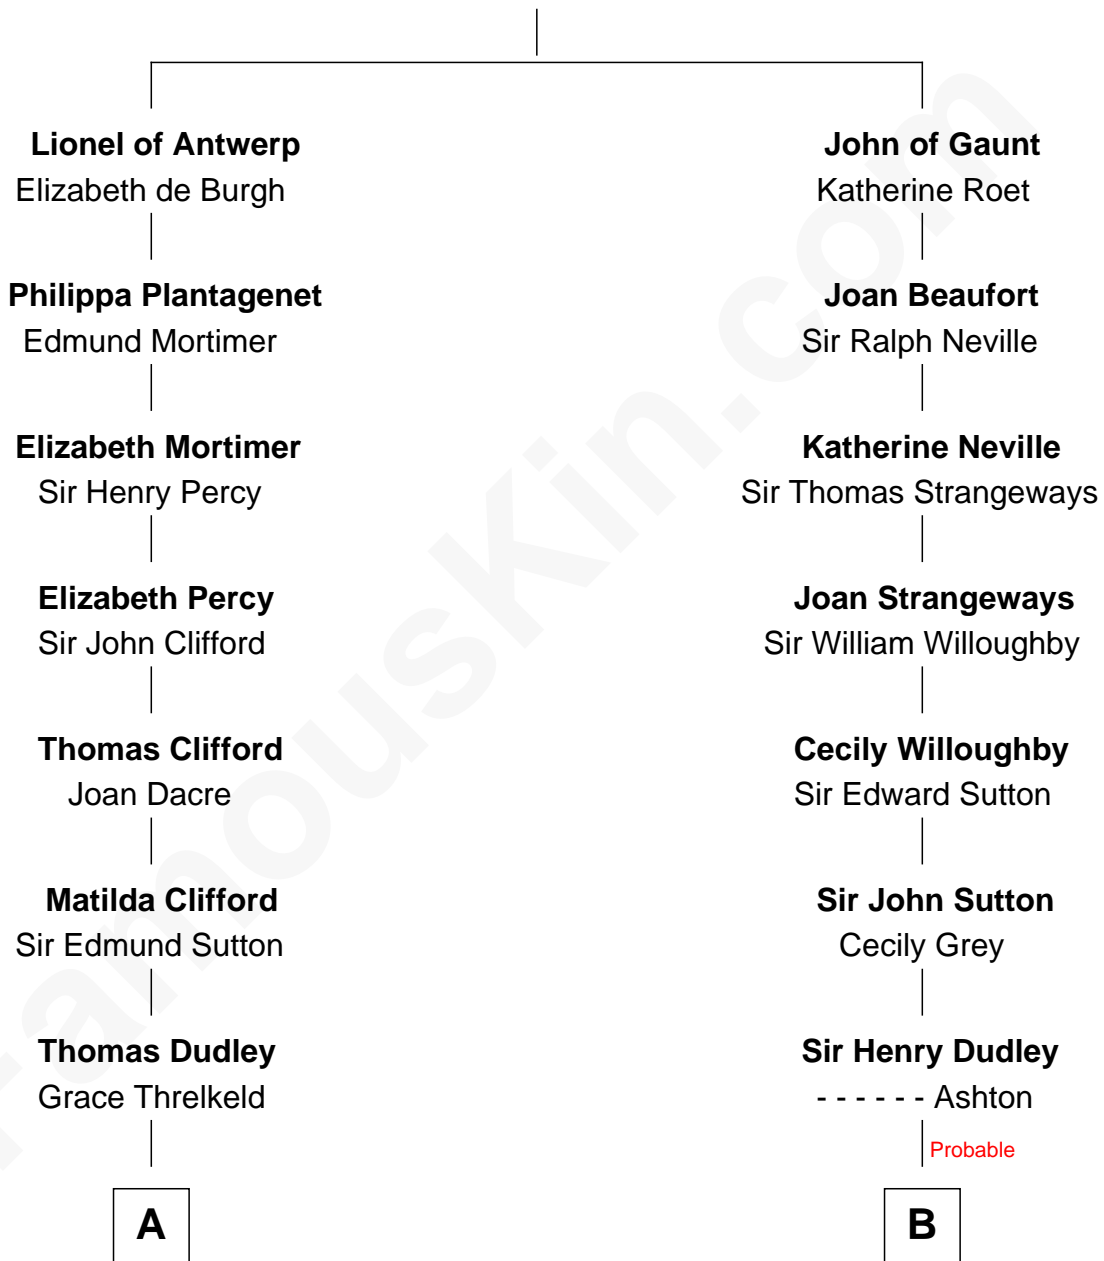 Lionel of Antwerp
Elizabeth de Burgh
Philippa Plantagenet
Edmund Mortimer
Elizabeth Mortimer
Sir Henry Percy
Elizabeth Percy
Sir John Clifford
Thomas Clifford
Joan Dacre
Matilda Clifford
Sir Edmund Sutton
Thomas Dudley
Grace Threlkeld
A
John of Gaunt
Katherine Roet
Joan Beaufort
Sir Ralph Neville
Katherine Neville
Sir Thomas Strangeways
Joan Strangeways
Sir William Willoughby
Cecily Willoughby
Sir Edward Sutton
Sir John Sutton
Cecily Grey
Sir Henry Dudley
- - - - - - Ashton
Probable
B
FamousKin.com